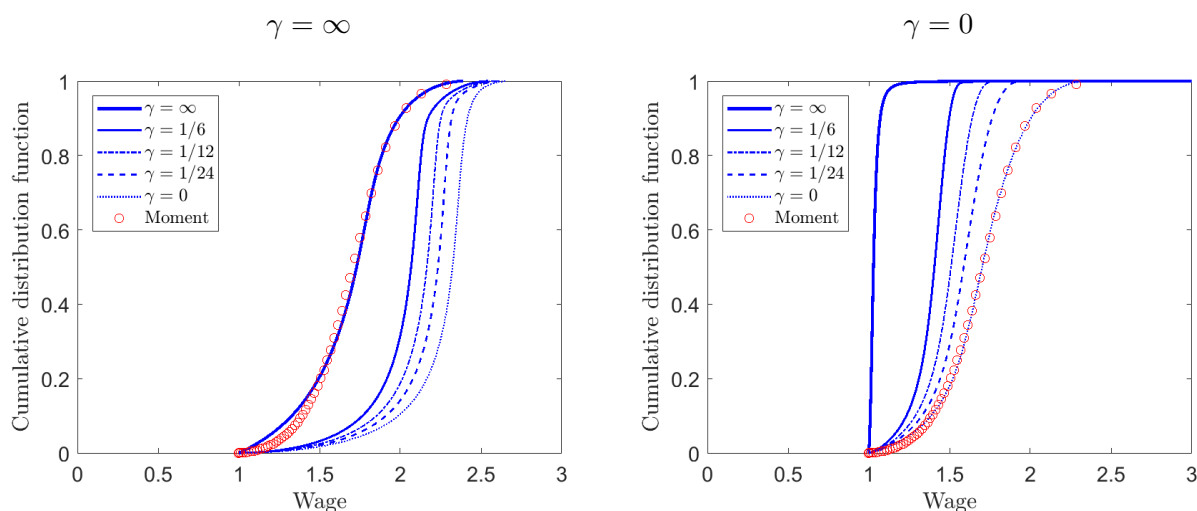 γ = ∞
Cumulative distribution function
1
0.8
0.6
0.4
0.2
0
γ = ∞
γ = 1/6
γ = 1/12
γ = 1/24
γ = 0
Moment
0 0.5 1 1.5 2 2.5 3
Wage
γ = 0
Cumulative distribution function
1
0.8
0.6
0.4
0.2
0
γ = ∞
γ = 1/6
γ = 1/12
γ = 1/24
γ = 0
Moment
0 0.5 1 1.5 2 2.5 3
Wage